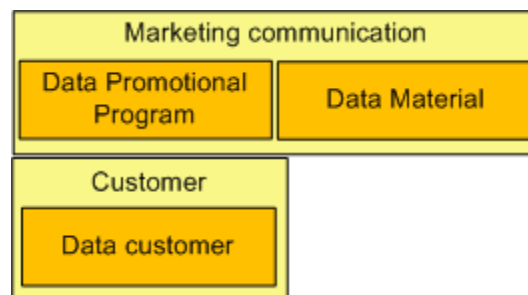 Marketing communication
Data Promotional
Program
Data Material
Customer
Data customer